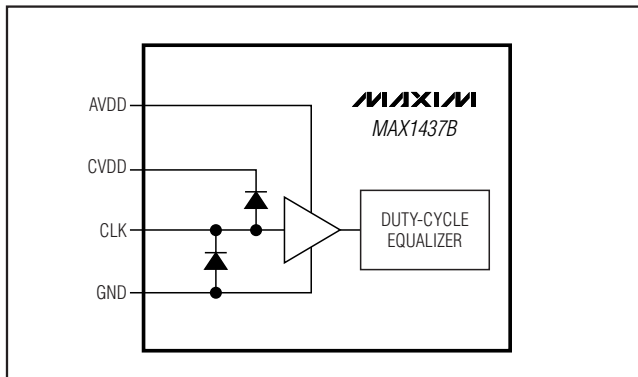 MAXIM
MAX1437B
AVDD
CVDD
CLK
GND
DUTY-CYCLE
EQUALIZER